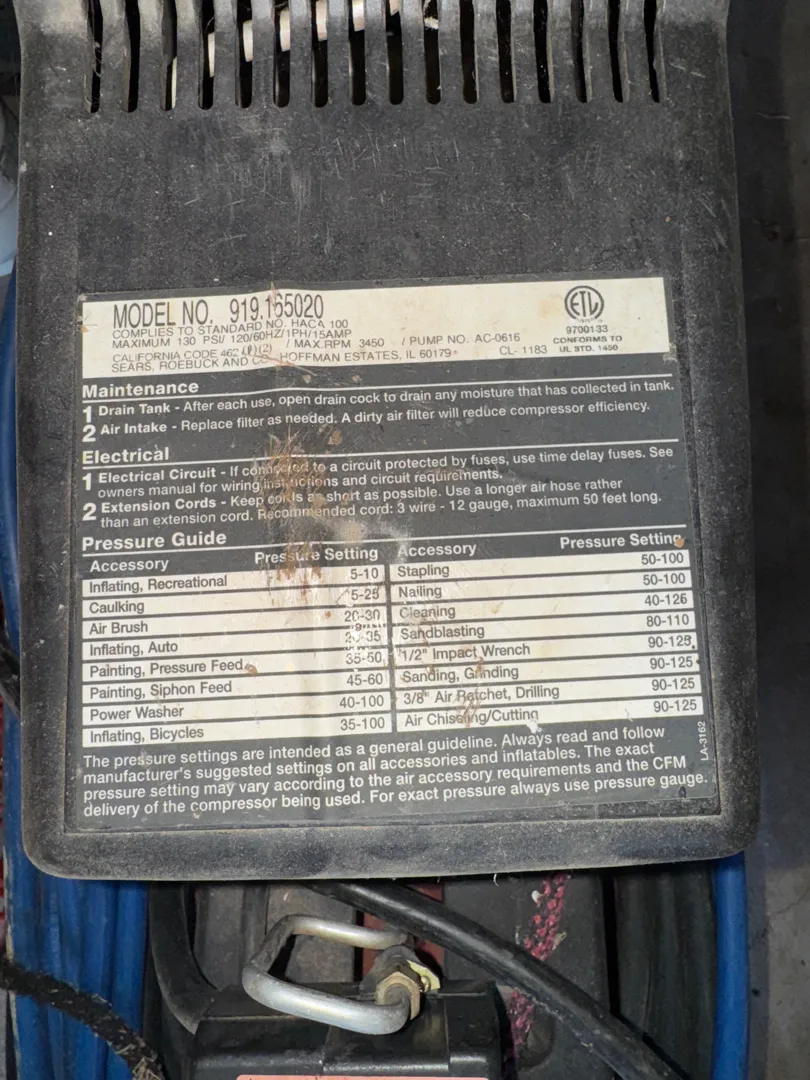 MODEL NO. 919.165020
COMPLIES TO STANDARD NO. HACA 100
MAXIMUM 130 PSI/ 120/60HZ/1PH/15AMP
/ MAX.RPM 3450 / PUMP NO. AC-0616
CALIFORNIA CODE 462 (l)(2)
SEARS, ROEBUCK AND CO. HOFFMAN ESTATES, IL 60179 CL-1183
ETL
9700133
CONFORMS TO
UL STD. 1450
Maintenance
1 Drain Tank - After each use, open drain cock to drain any moisture that has collected in tank.
2 Air Intake - Replace filter as needed. A dirty air filter will reduce compressor efficiency.
Electrical
1 Electrical Circuit - If connected to a circuit protected by fuses, use time delay fuses. See
owners manual for wiring instructions and circuit requirements.
2 Extension Cords - Keep cords as short as possible. Use a longer air hose rather
than an extension cord. Recommended cord: 3 wire - 12 gauge, maximum 50 feet long.
Pressure Guide
Accessory Pressure Setting Accessory Pressure Setting
Inflating, Recreational 5-10 Stapling 50-100
Caulking 5-25 Nailing 50-100
Air Brush 20-30 Cleaning 40-125
Inflating, Auto 35 Sandblasting 80-110
Painting, Pressure Feed 35-50 1/2" Impact Wrench 90-125
Painting, Siphon Feed 45-60 Sanding, Grinding 90-125
Power Washer 40-100 3/8" Air Ratchet, Drilling 90-125
Inflating, Bicycles 35-100 Air Chiseling/Cutting 90-125
The pressure settings are intended as a general guideline. Always read and follow
manufacturer's suggested settings on all accessories and inflatables. The exact
pressure setting may vary according to the air accessory requirements and the CFM
delivery of the compressor being used. For exact pressure always use pressure gauge.
LA-3162